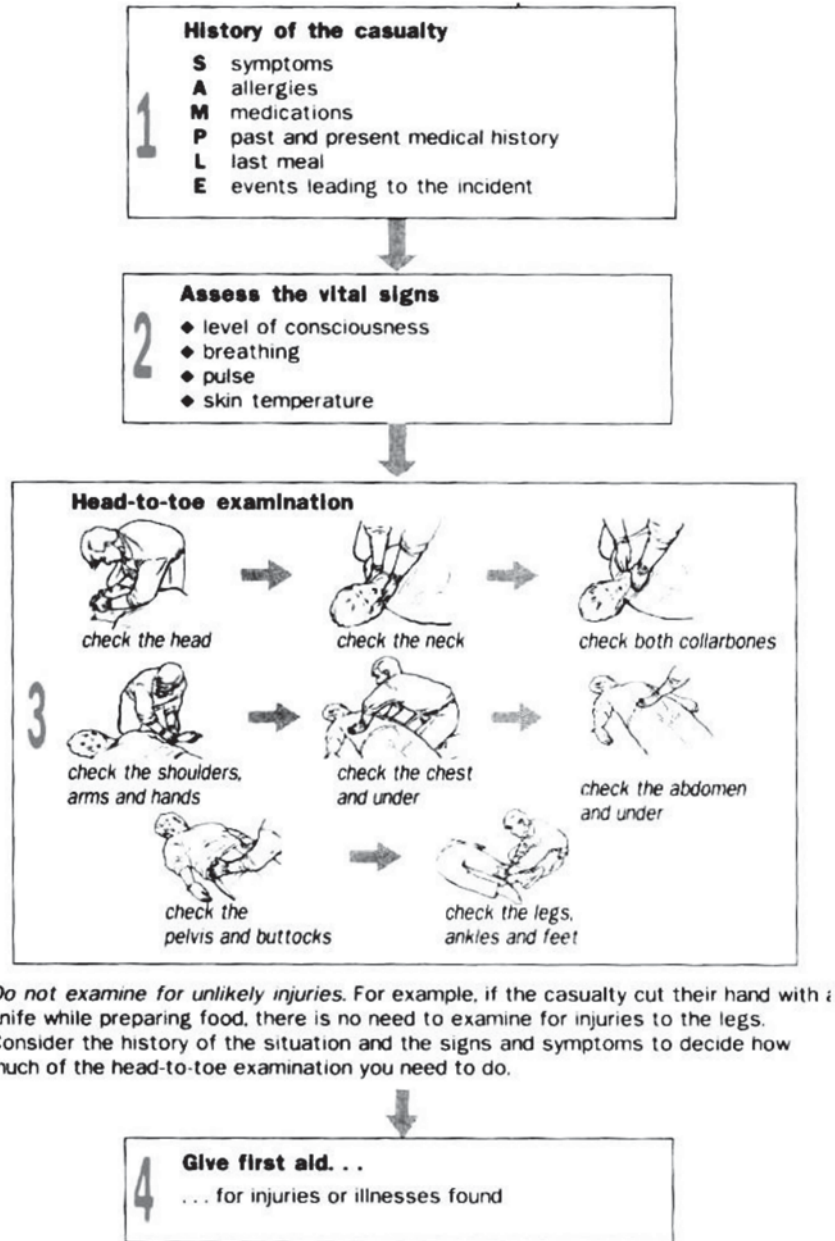 History of the casualty
S symptoms
A allergies
M medications
P past and present medical history
L last meal
E events leading to the incident
1
Assess the vital signs
◆ level of consciousness
◆ breathing
◆ pulse
◆ skin temperature
2
Head-to-toe examination
check the head
check the neck
check both collarbones
3
check the shoulders,
arms and hands
check the chest
and under
check the abdomen
and under
check the
pelvis and buttocks
check the legs,
ankles and feet
Do not examine for unlikely injuries. For example, if the casualty cut their hand with a
nife while preparing food, there is no need to examine for injuries to the legs.
Consider the history of the situation and the signs and symptoms to decide how
much of the head-to-toe examination you need to do.
4
Give first aid. . .
. . . for injuries or illnesses found